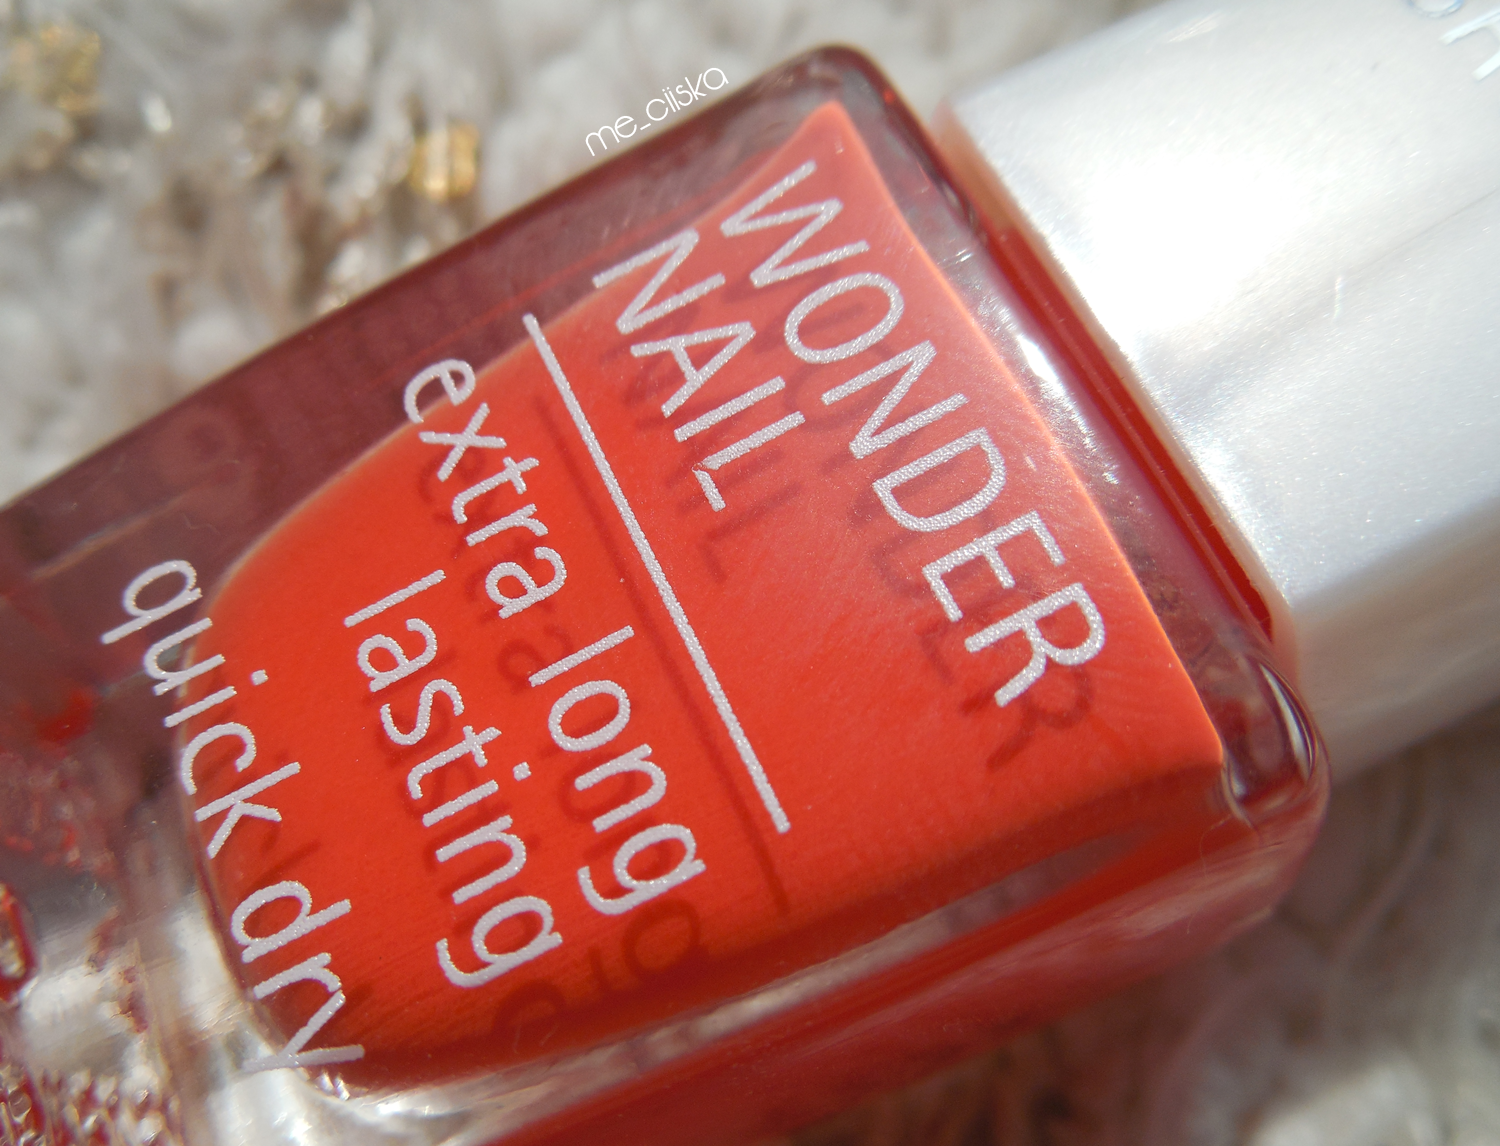 me_ciiska
WONDER
NAIL
extra long
lasting
quick dry